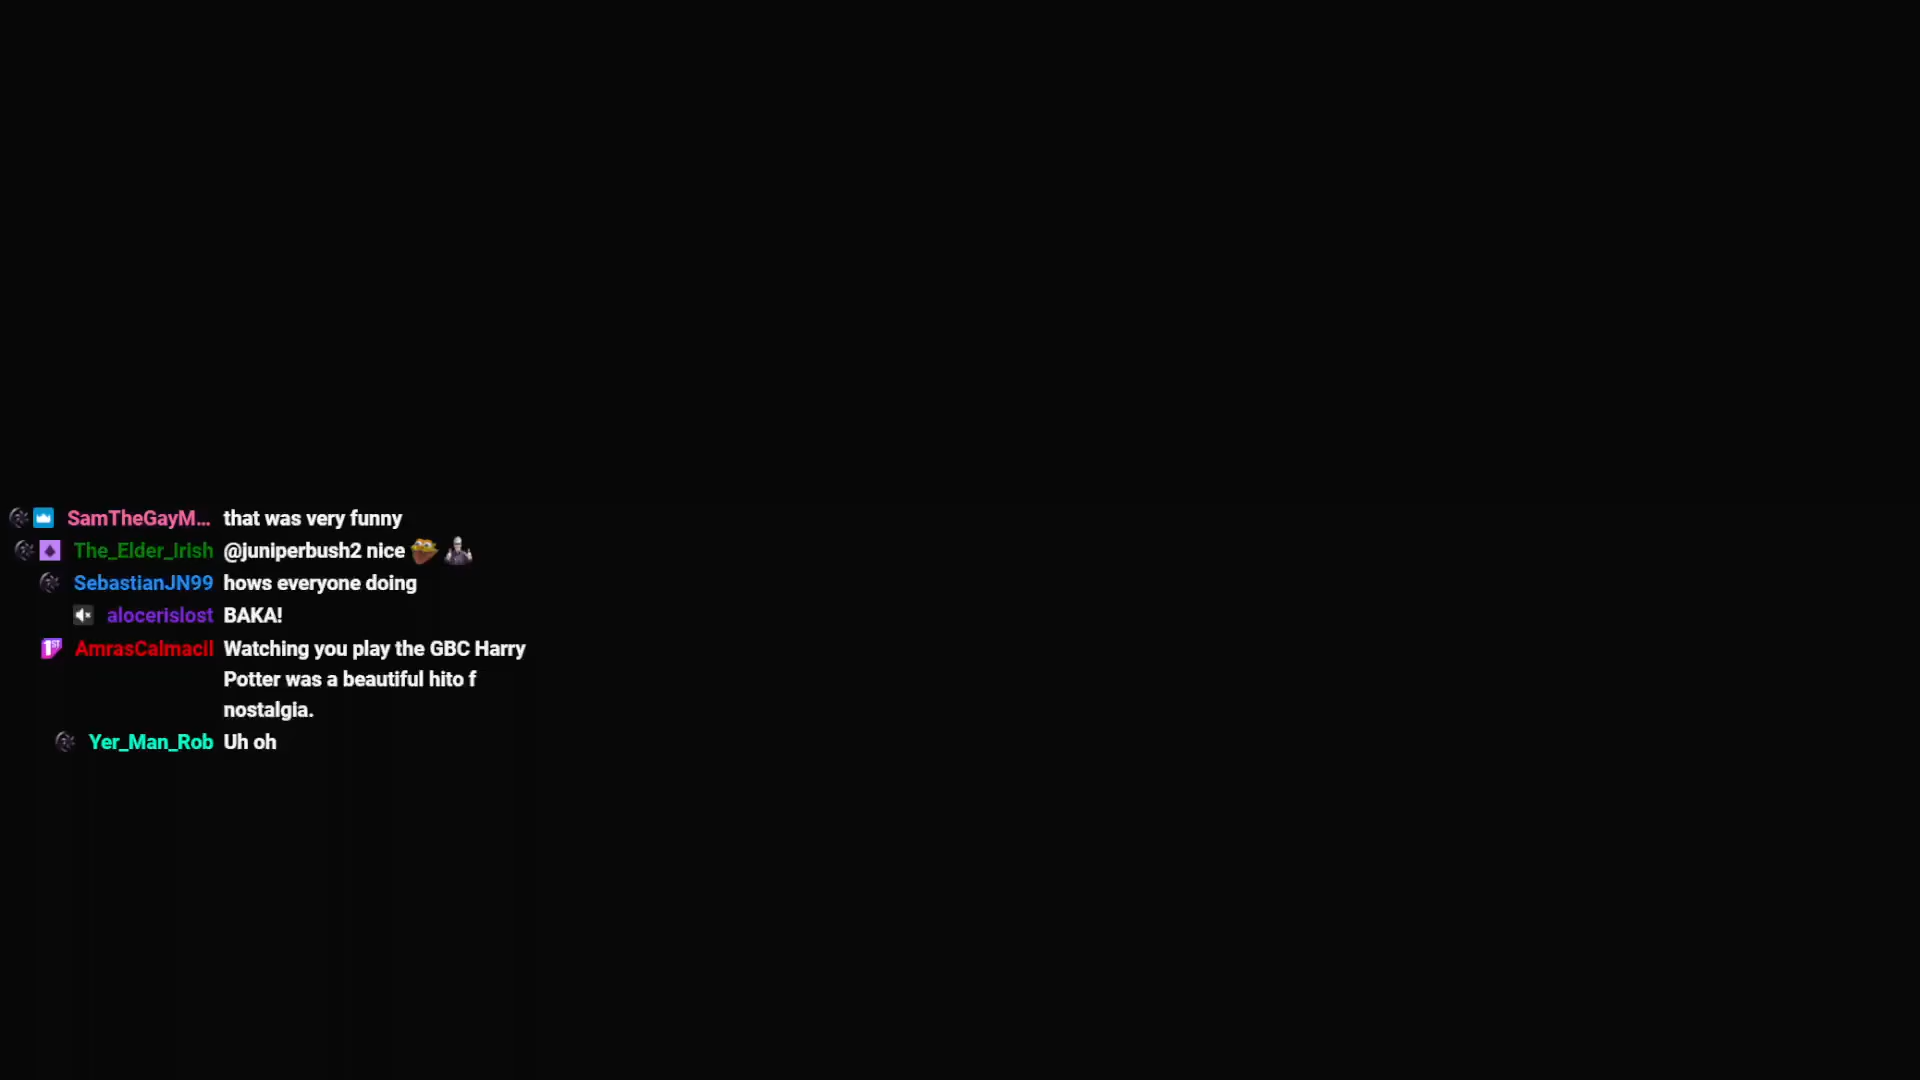 SamTheGayM... that was very funny
The_Elder_Irish @juniperbush2 nice
SebastianJN99 hows everyone doing
alocerislost BAKA!
1ST AmrasCalmacil Watching you play the GBC Harry
Potter was a beautiful hito f
nostalgia.
Yer_Man_Rob Uh oh